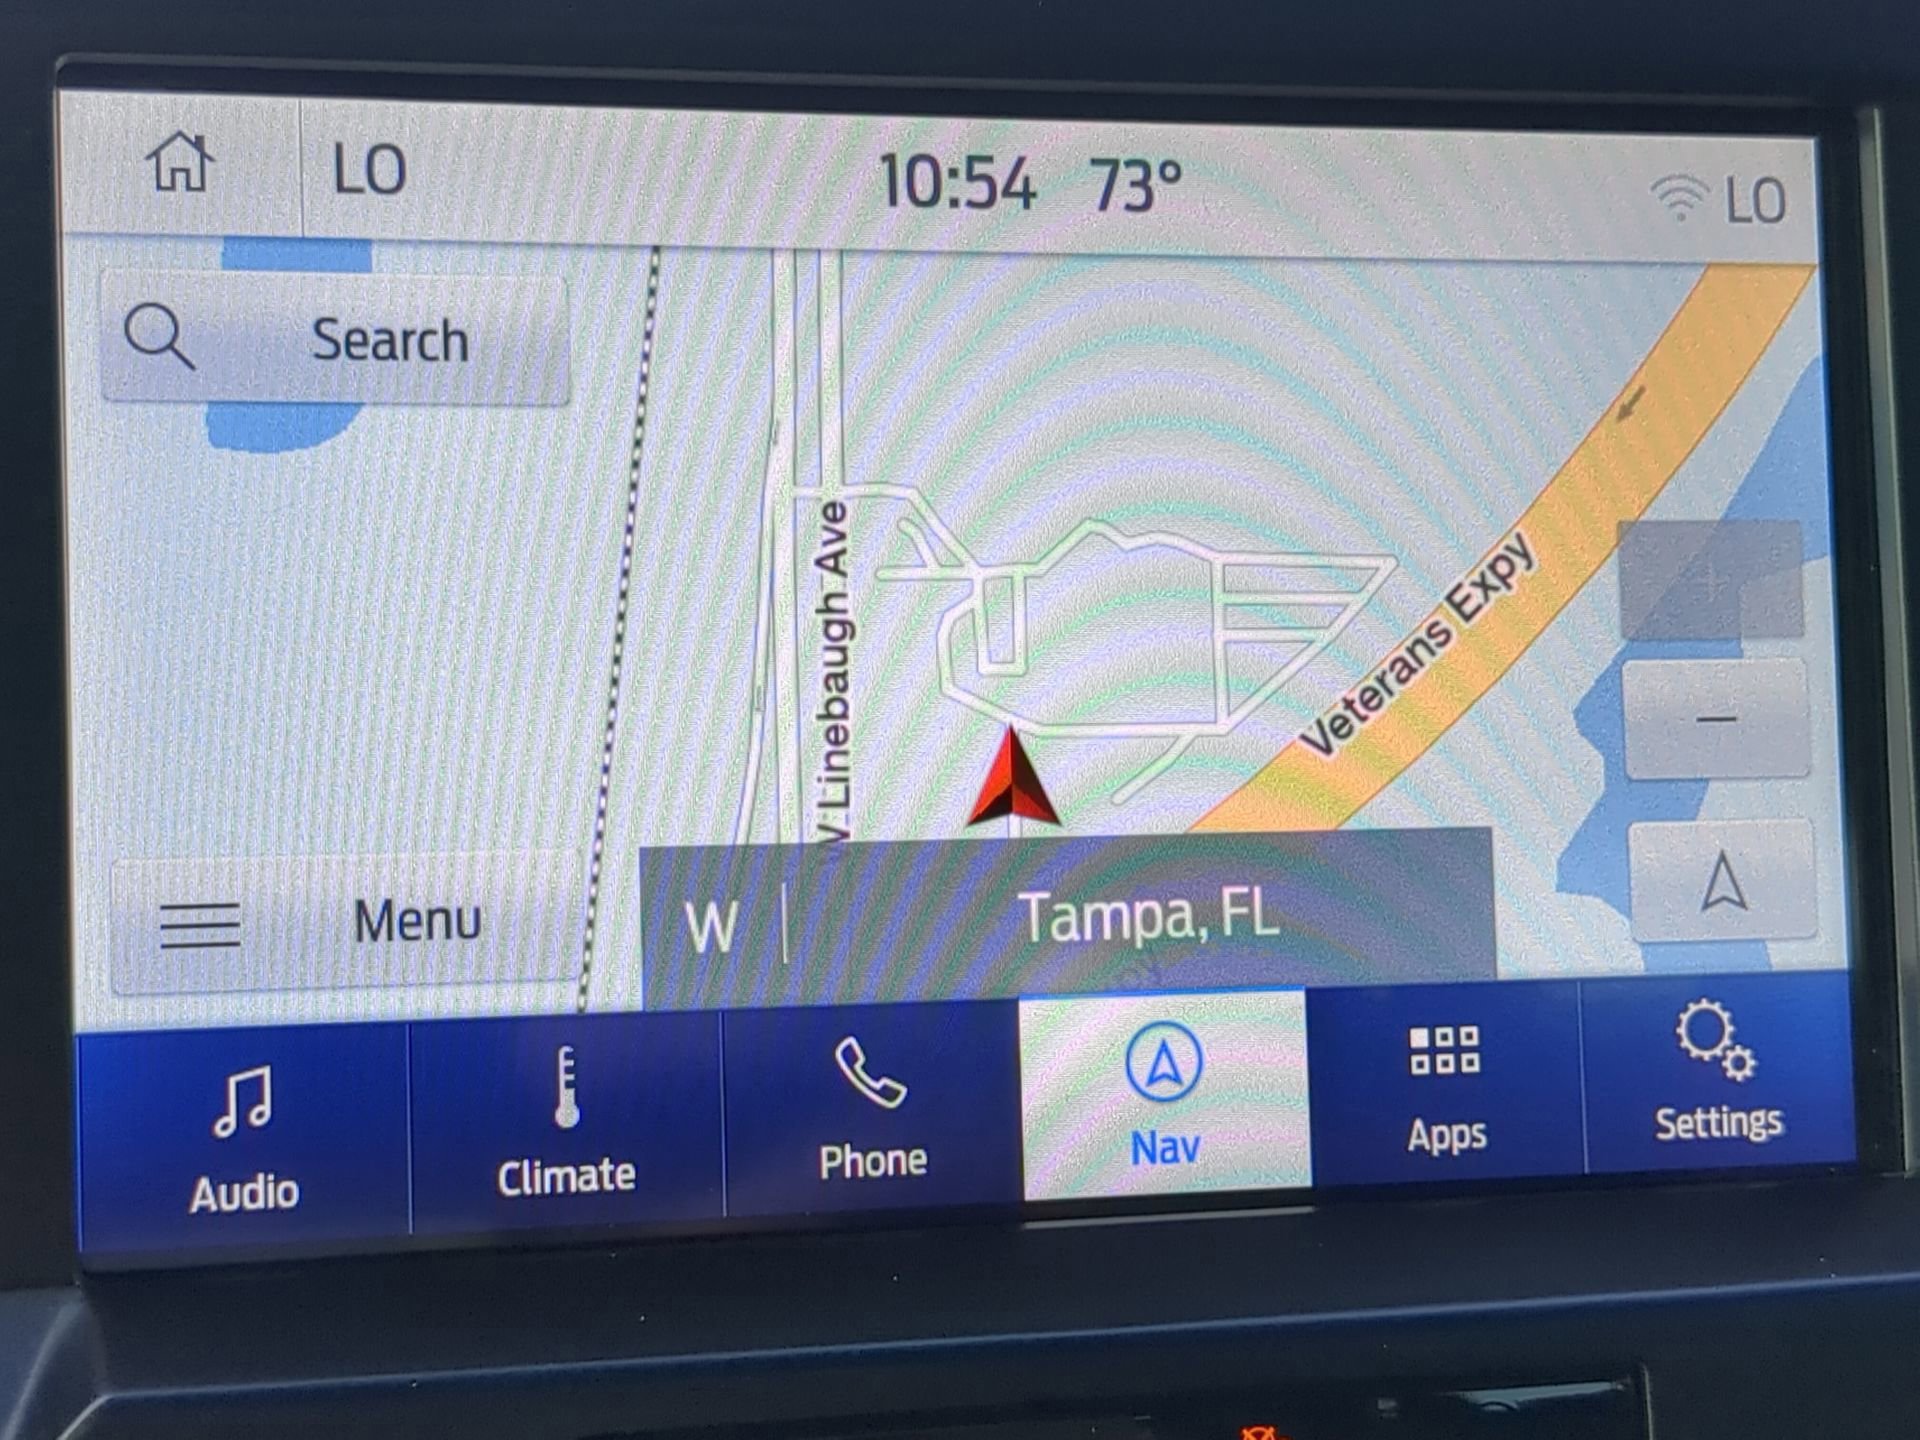 LO
10:54 73°
LO
Search
Linebaugh Ave
Veterans Expy
Menu
W
Tampa, FL
Audio
Climate
Phone
Nav
Apps
Settings